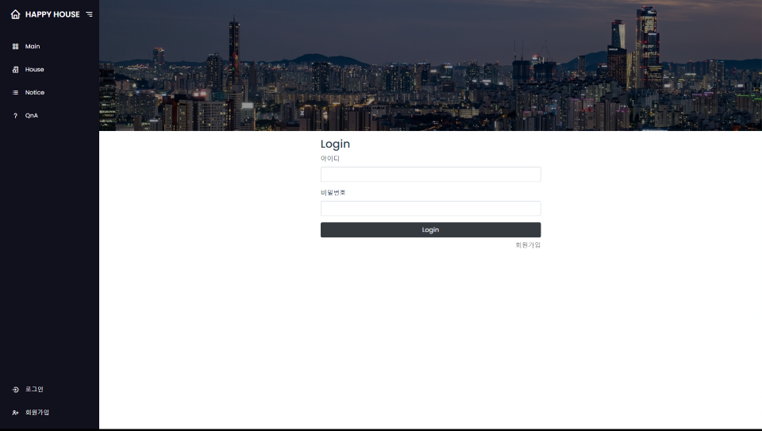 HAPPY HOUSE
Main
House
Notice
QnA
로그인
회원가입
Login
아이디
비밀번호
Login
회원가입